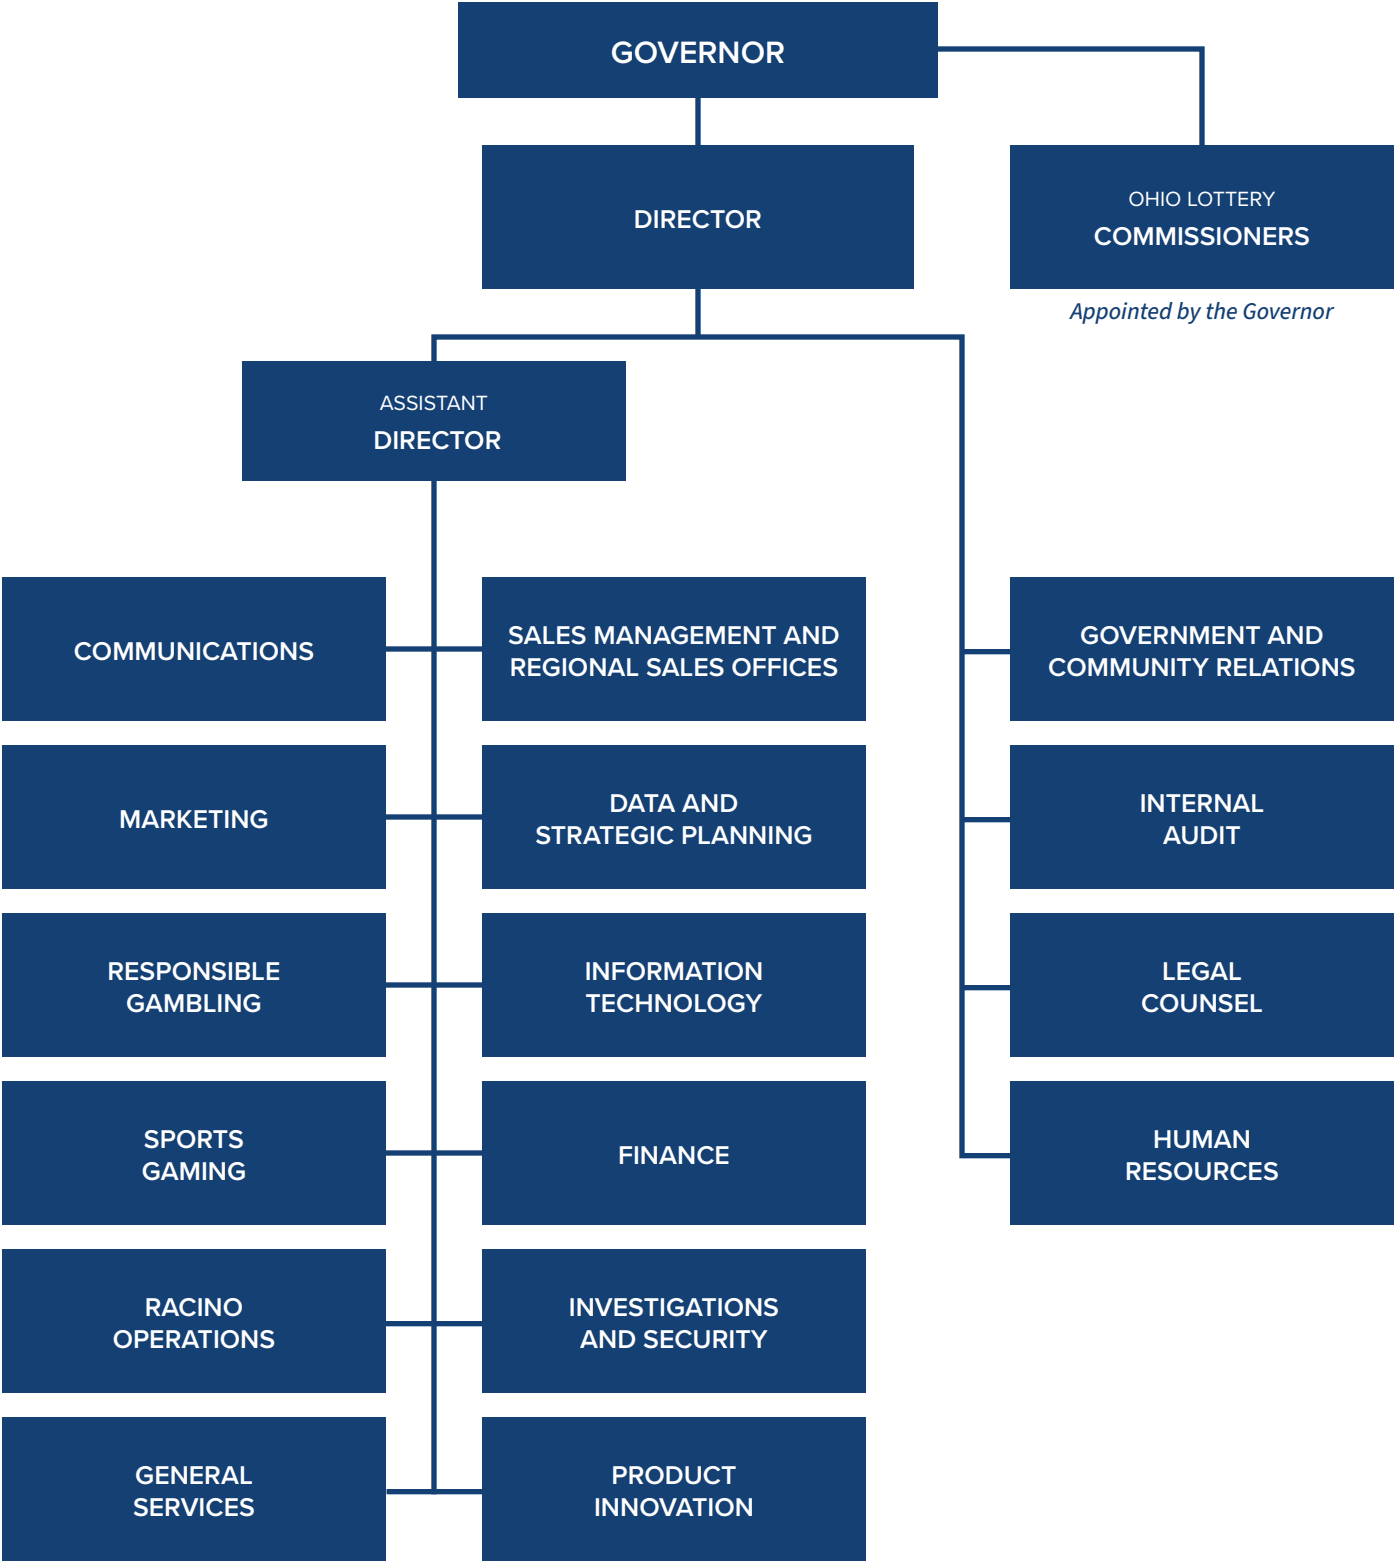 GOVERNOR
DIRECTOR
OHIO LOTTERY
COMMISSIONERS
Appointed by the Governor
ASSISTANT
DIRECTOR
COMMUNICATIONS
SALES MANAGEMENT AND
REGIONAL SALES OFFICES
GOVERNMENT AND
COMMUNITY RELATIONS
MARKETING
DATA AND
STRATEGIC PLANNING
INTERNAL
AUDIT
RESPONSIBLE
GAMBLING
INFORMATION
TECHNOLOGY
LEGAL
COUNSEL
SPORTS
GAMING
FINANCE
HUMAN
RESOURCES
RACINO
OPERATIONS
INVESTIGATIONS
AND SECURITY
GENERAL
SERVICES
PRODUCT
INNOVATION